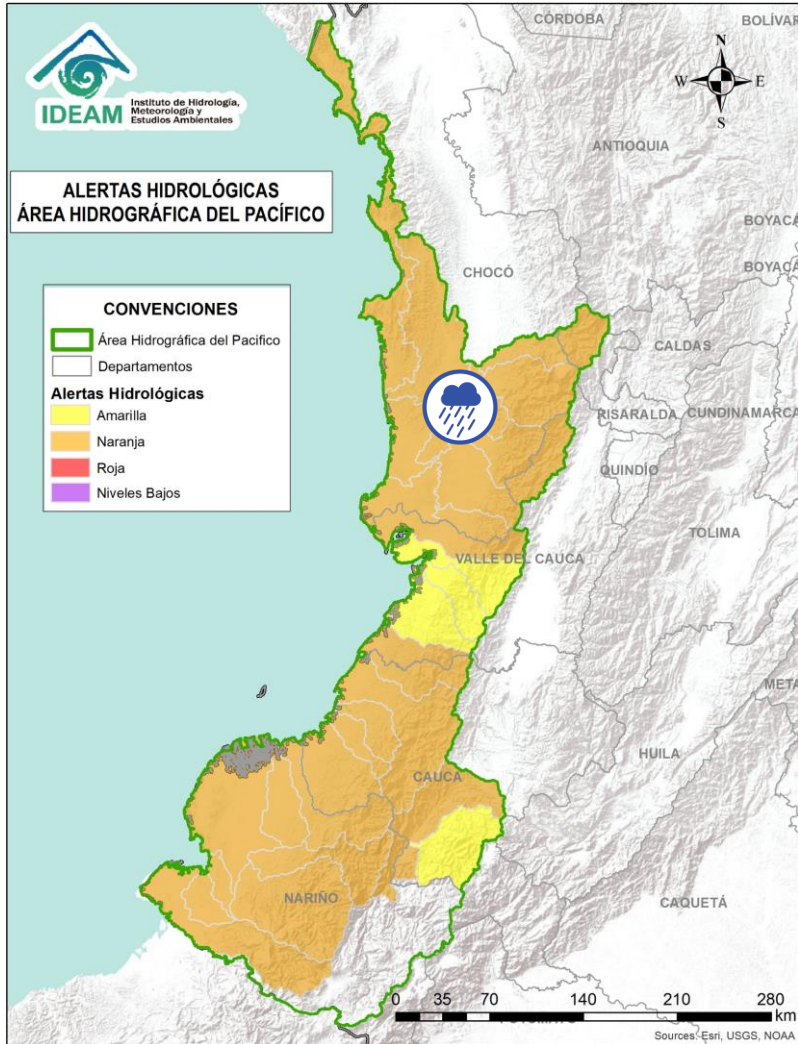 CÓRDOBA
BOLÍVAR
IDEAM
Instituto de Hidrología,
Meteorología y
Estudios Ambientales
N
W
E
S
ANTIOQUIA
ALERTAS HIDROLÓGICAS
ÁREA HIDROGRÁFICA DEL PACÍFICO
BOYACÁ
BOYACÁ
CHOCÓ
CONVENCIONES
Área Hidrográfica del Pacifico
Departamentos
Alertas Hidrológicas
Amarilla
Naranja
Roja
Niveles Bajos
CALDAS
RISARALDA
CUNDINAMARCA
QUINDÍO
TOLIMA
VALLE DEL CAUCA
META
HUILA
CAUCA
NARIÑO
CAQUETÁ
0 35 70 140 210 280
km
Sources: Esri, USGS, NOAA